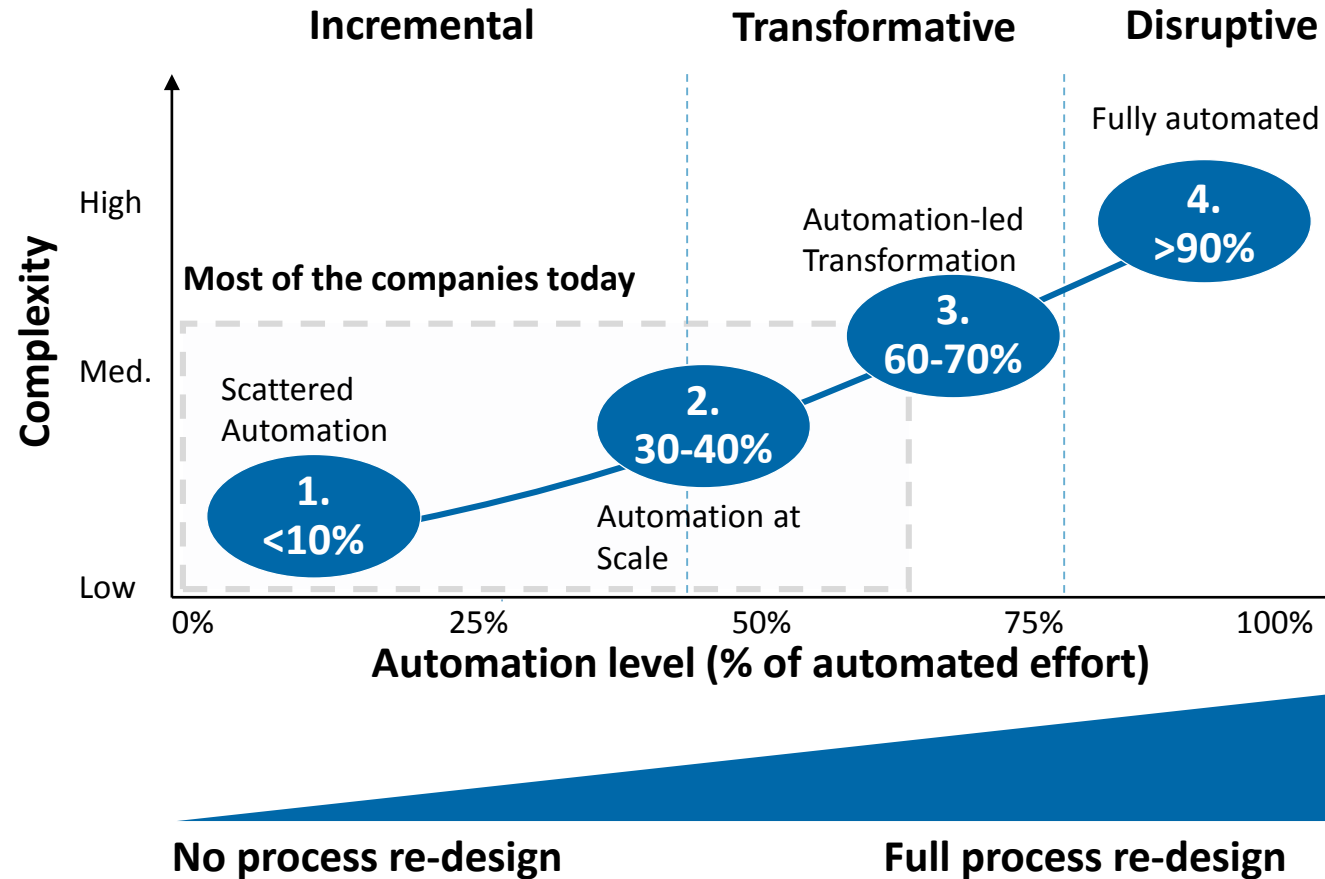 Incremental
Transformative
Disruptive
Fully automated
4.
>90%
High
Automation-led
Transformation
Most of the companies today
3.
60-70%
Complexity
Med.
Scattered
Automation
2.
30-40%
1.
<10%
Automation at
Scale
Low
0%
25%
50%
75%
100%
Automation level (% of automated effort)
No process re-design
Full process re-design